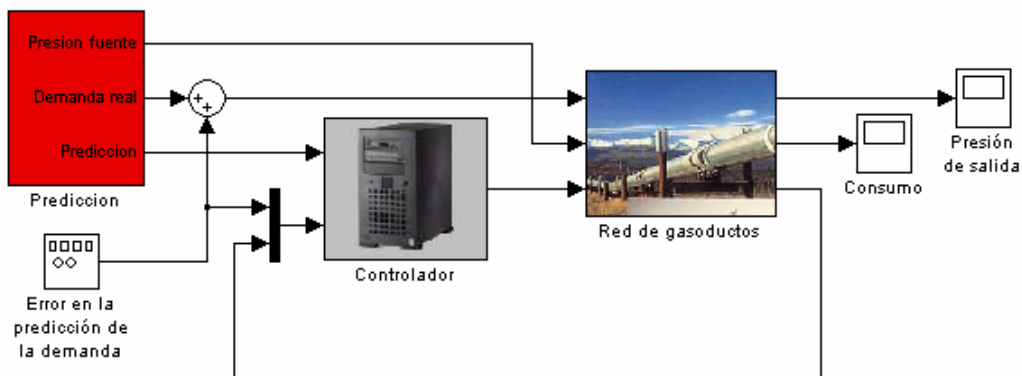 Presion fuente
Demanda real
Prediccion
Prediccion
Error en la
predicción de
la demanda
++
Controlador
Red de gasoductos
Consumo
Presión
de salida